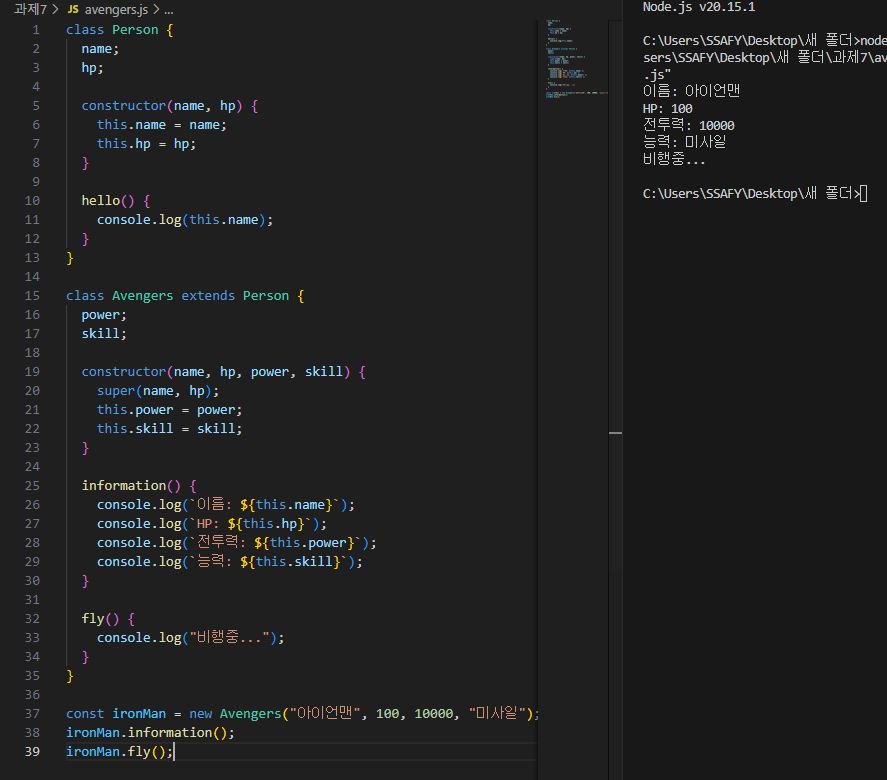 과제7 > JS avengers.js > ...
1 class Person {
2 name;
3 hp;
4
5 constructor(name, hp) {
6 this.name = name;
7 this.hp = hp;
8 }
9
10 hello() {
11 console.log(this.name);
12 }
13 }
14
15 class Avengers extends Person {
16 power;
17 skill;
18
19 constructor(name, hp, power, skill) {
20 super(name, hp);
21 this.power = power;
22 this.skill = skill;
23 }
24
25 information() {
26 console.log(`이름: ${this.name}`);
27 console.log(`HP: ${this.hp}`);
28 console.log(`전투력: ${this.power}`);
29 console.log(`능력: ${this.skill}`);
30 }
31
32 fly() {
33 console.log("비행중...");
34 }
35 }
36
37 const ironMan = new Avengers("아이언맨", 100, 10000, "미사일");
38 ironMan.information();
39 ironMan.fly();
Node.js v20.15.1
C:\Users\SSAFY\Desktop\새 폴더>node
sers\SSAFY\Desktop\새 폴더\과제7\av
.js"
이름: 아이언맨
HP: 100
전투력: 10000
능력: 미사일
비행중...
C:\Users\SSAFY\Desktop\새 폴더>